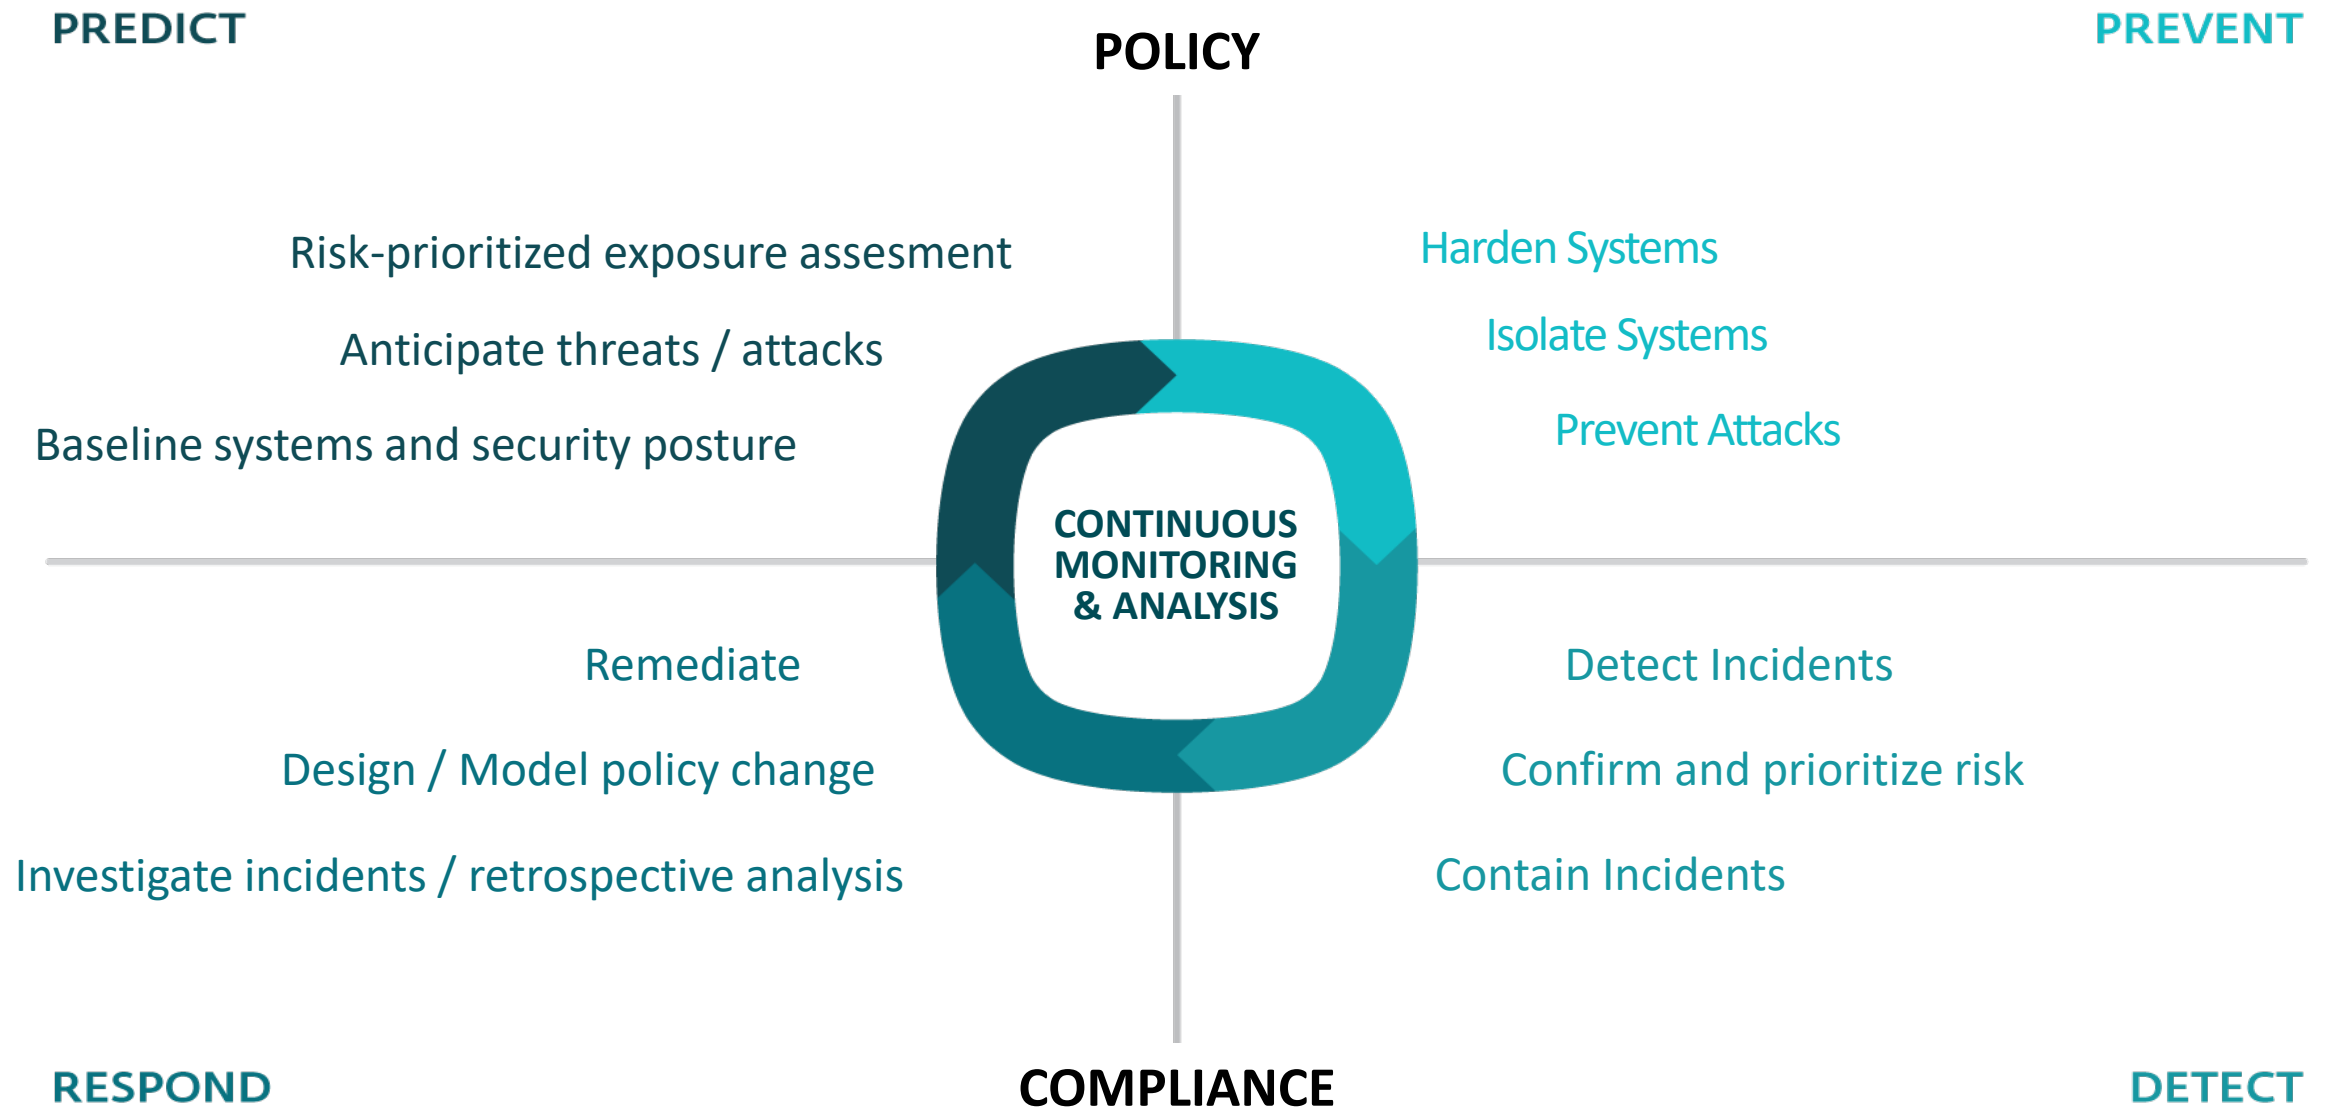 PREDICT
POLICY
PREVENT
Risk-prioritized exposure assesment
Anticipate threats / attacks
Baseline systems and security posture
Harden Systems
Isolate Systems
Prevent Attacks
CONTINUOUS
MONITORING
& ANALYSIS
Remediate
Design / Model policy change
Investigate incidents / retrospective analysis
Detect Incidents
Confirm and prioritize risk
Contain Incidents
RESPOND
COMPLIANCE
DETECT